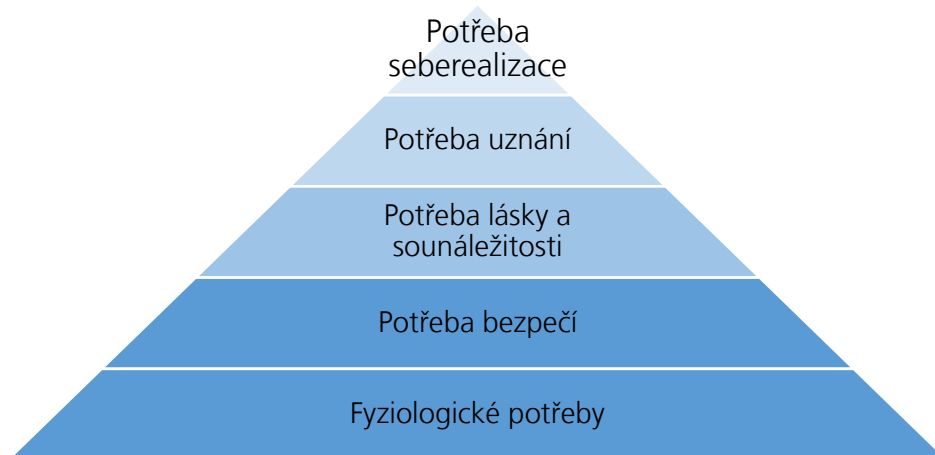 Potřeba
seberealizace
Potřeba uznání
Potřeba lásky a
sounáležitosti
Potřeba bezpečí
Fyziologické potřeby